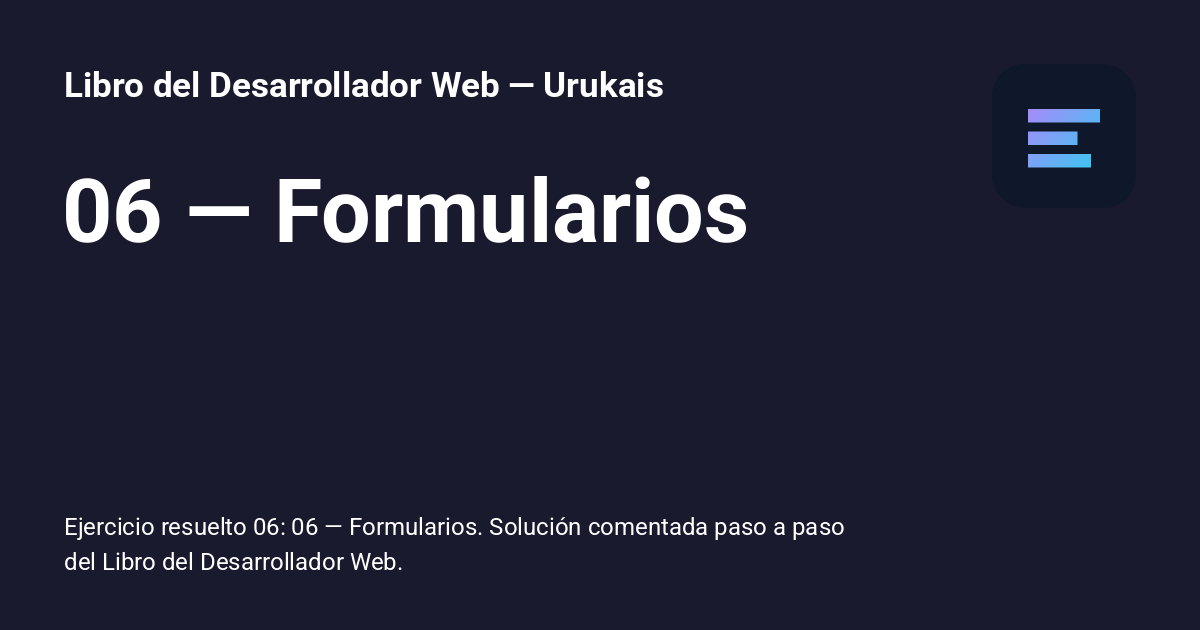 Libro del Desarrollador Web — Urukais
06 — Formularios
Ejercicio resuelto 06: 06 — Formularios. Solución comentada paso a paso
del Libro del Desarrollador Web.